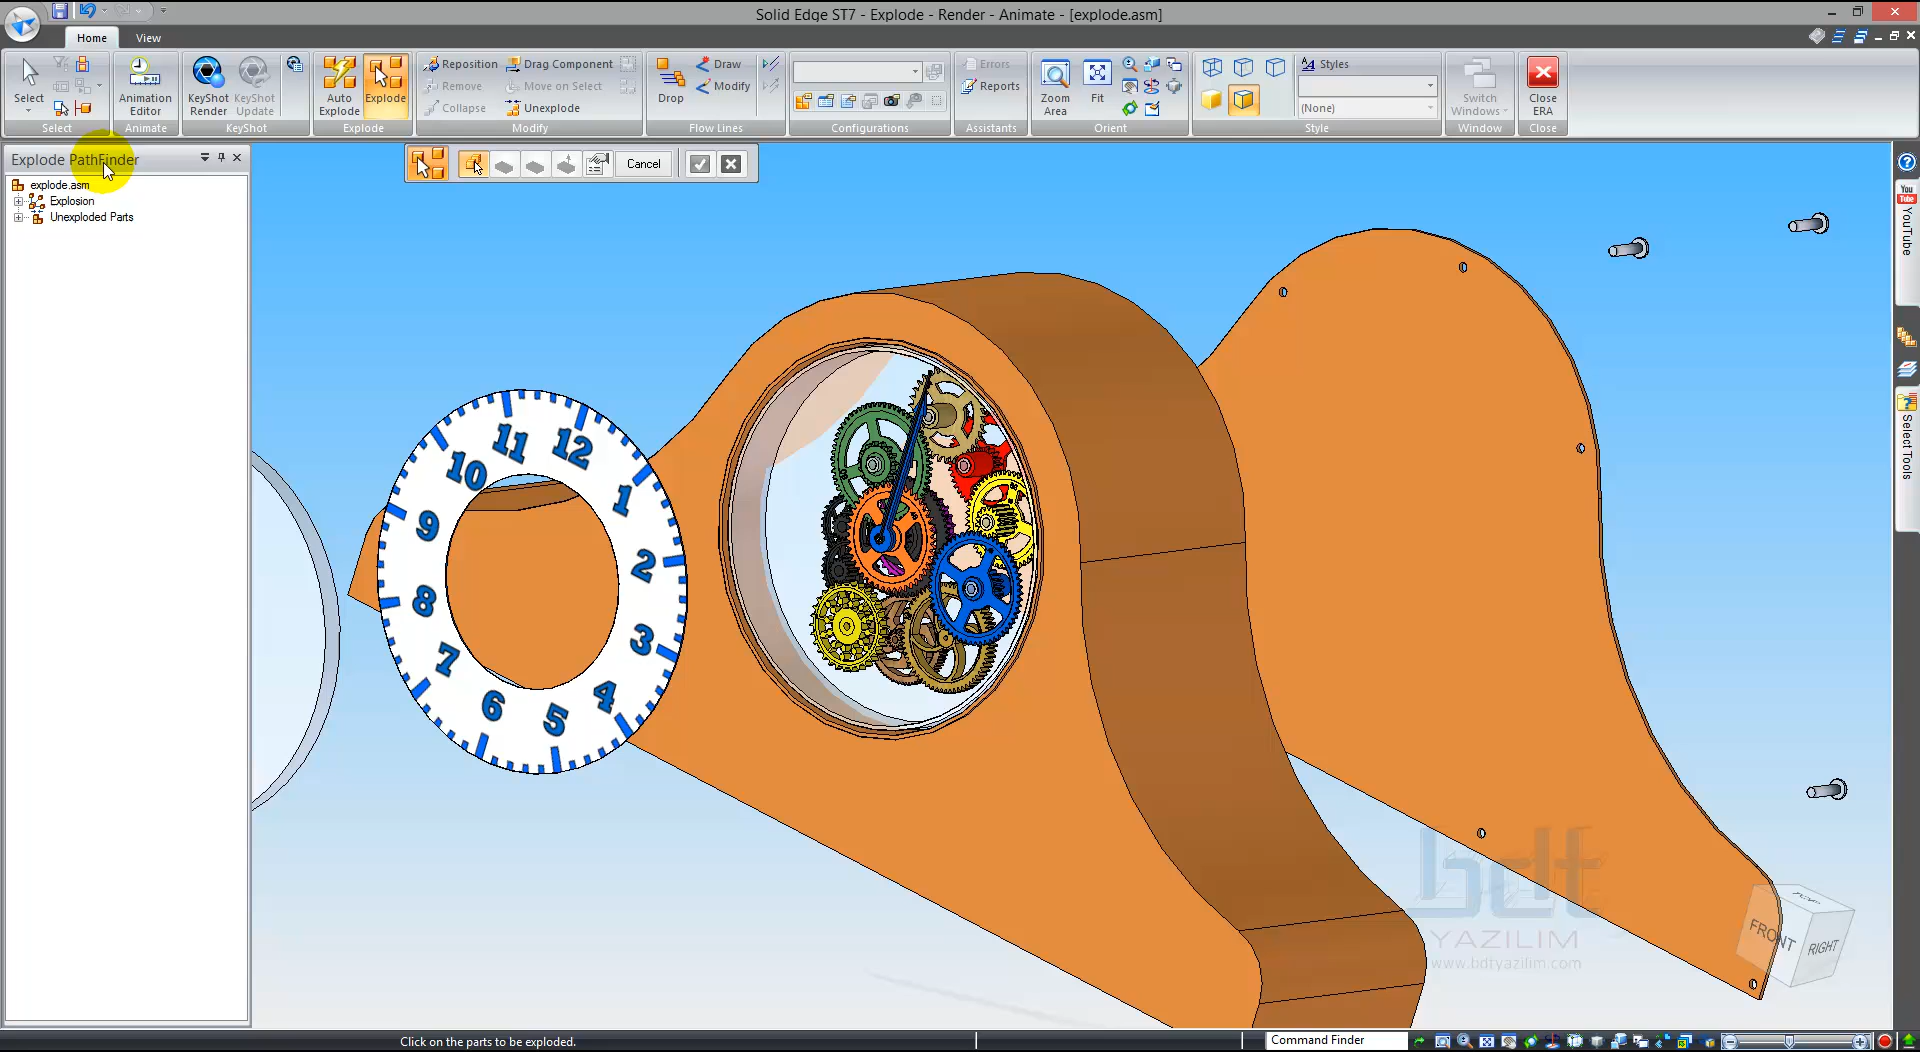 Solid Edge ST7 - Explode - Render - Animate - [explode.asm]
Home View
Select
Select
Animation Editor
Animate
KeyShot Render
KeyShot Update
KeyShot
Auto Explode
Explode
Explode
Reposition
Remove
Collapse
Drag Component
Move on Select
Unexplode
Modify
Drop
Draw
Modify
Flow Lines
Configurations
Errors
Reports
Assistants
Zoom Area
Fit
Orient
Styles
(None)
Style
Switch Windows
Window
Close ERA
Close
Explode PathFinder
Cancel
explode.asm
Explosion
Unexploded Parts
You Tube
YouTube
Select Tools
12
1
2
3
4
5
6
7
8
9
10
11
bdt
YAZILIM
www.bdtyazilim.com
TOP
FRONT
RIGHT
Click on the parts to be exploded.
Command Finder